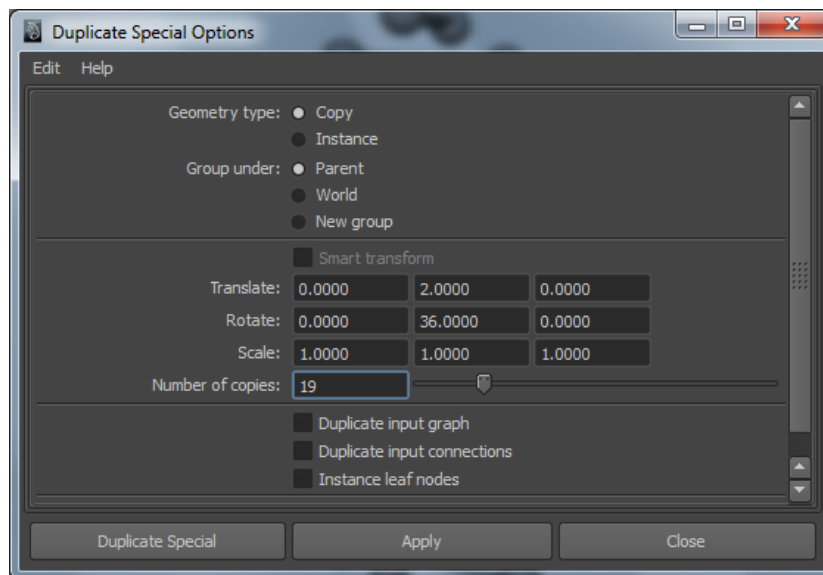 Duplicate Special Options
Edit Help
Geometry type: Copy
Instance
Group under: Parent
World
New group
Smart transform
Translate: 0.0000 2.0000 0.0000
Rotate: 0.0000 36.0000 0.0000
Scale: 1.0000 1.0000 1.0000
Number of copies: 19
Duplicate input graph
Duplicate input connections
Instance leaf nodes
Duplicate Special Apply Close